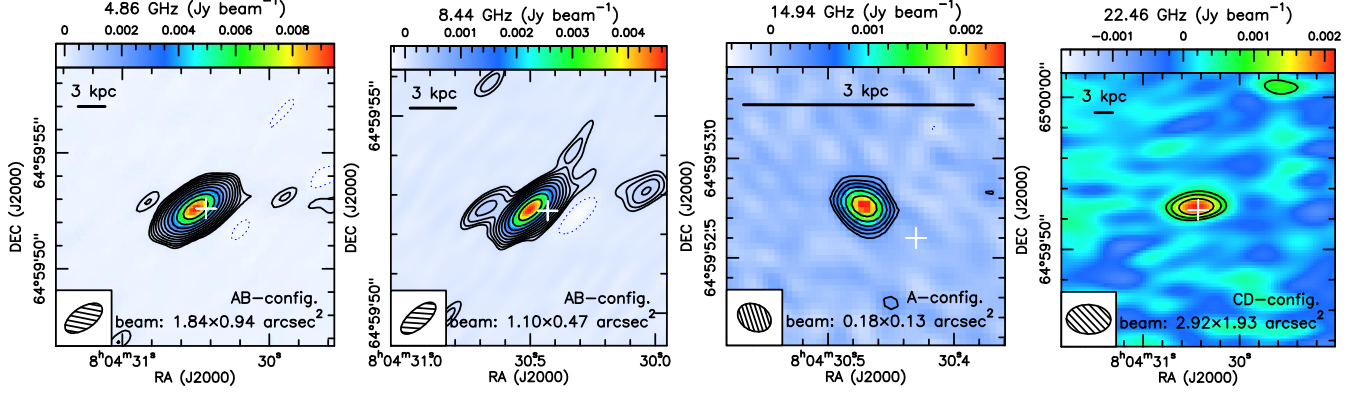 4.86 GHz (Jy beam⁻¹)
0 0.002 0.004 0.006 0.008
3 kpc
DEC (J2000)
64°59'55"
64°59'50"
AB-config.
beam: 1.84×0.94 arcsec²
8ʰ04ᵐ31ˢ 30ˢ
RA (J2000)
8.44 GHz (Jy beam⁻¹)
0 0.001 0.002 0.003 0.004
3 kpc
DEC (J2000)
64°59'55"
64°59'50"
AB-config.
beam: 1.10×0.47 arcsec²
8ʰ04ᵐ31ˢ.0 30ˢ.5 30.0
RA (J2000)
14.94 GHz (Jy beam⁻¹)
0 0.001 0.002
3 kpc
DEC (J2000)
64°59'53".0
64°59'52".5
A-config.
beam: 0.18×0.13 arcsec²
8ʰ04ᵐ30ˢ.5 30ˢ.4
RA (J2000)
22.46 GHz (Jy beam⁻¹)
−0.001 0 0.001 0.002
3 kpc
DEC (J2000)
65°00'00"
64°59'50"
CD-config.
beam: 2.92×1.93 arcsec²
8ʰ04ᵐ31ˢ 30ˢ
RA (J2000)